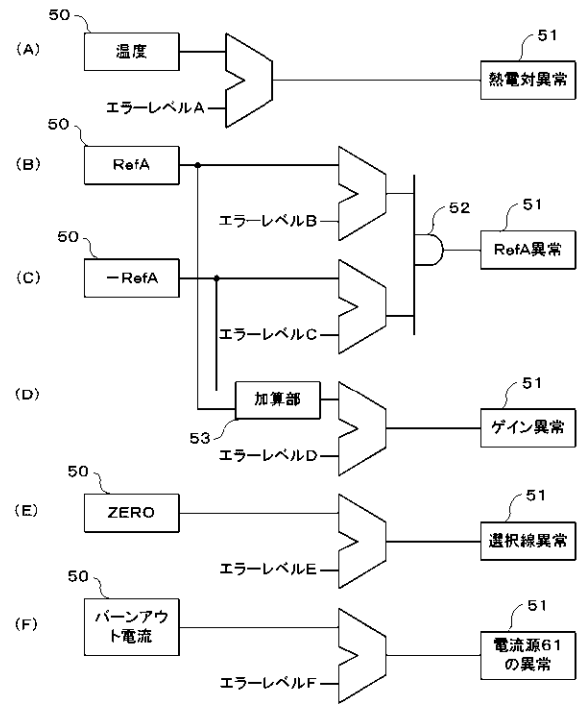 50
(A)
温度
エラーレベルA
51
熱電対異常
50
(B)
RefA
エラーレベルB
52
51
RefA異常
50
(C)
－RefA
エラーレベルC
(D)
加算部
53
エラーレベルD
51
ゲイン異常
50
(E)
ZERO
エラーレベルE
51
選択線異常
50
(F)
バーンアウ
ト電流
エラーレベルF
51
電流源61
の異常